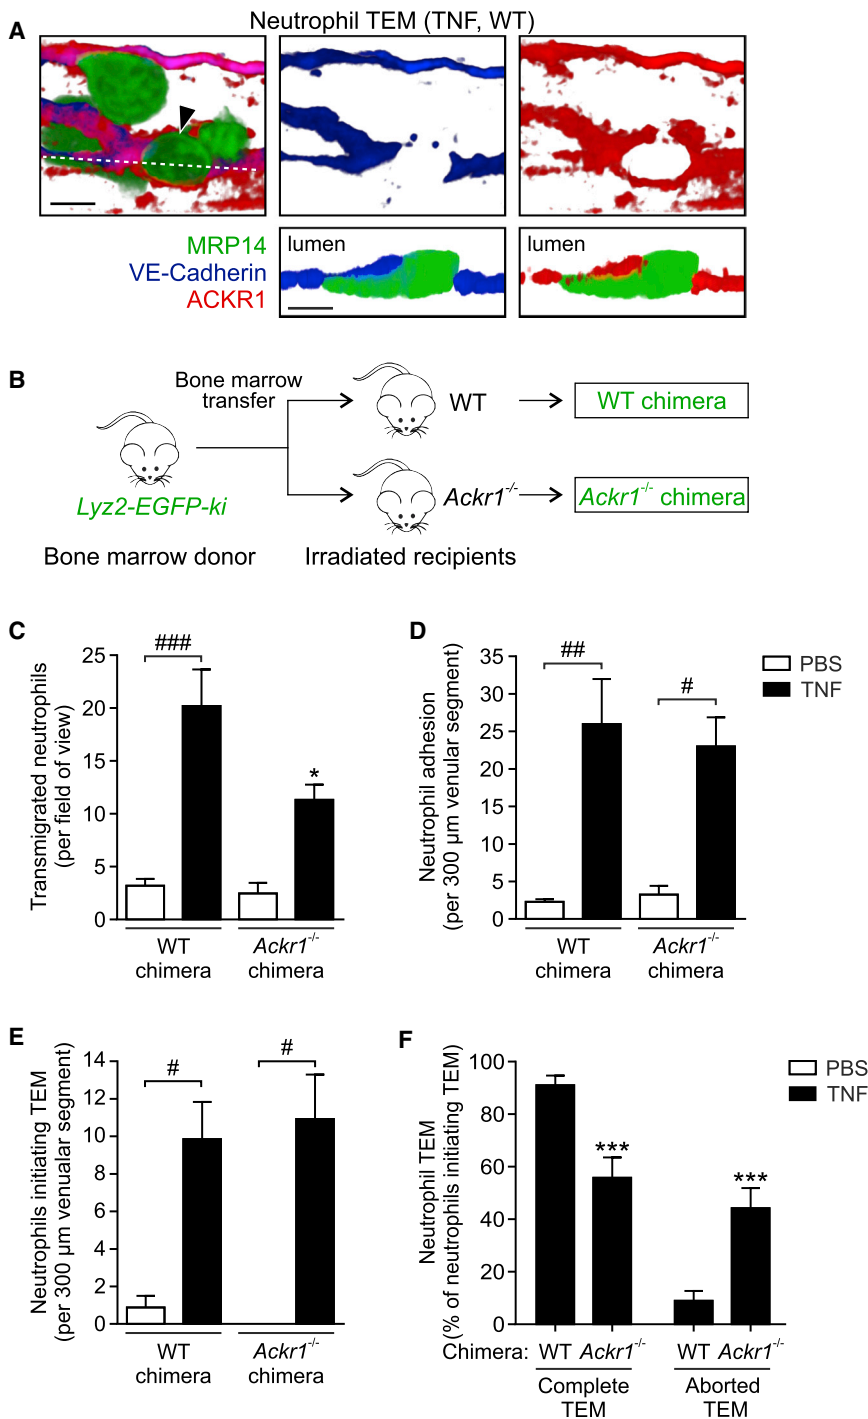 A
Neutrophil TEM (TNF, WT)
MRP14
VE-Cadherin
ACKR1
lumen
lumen
B
Bone marrow
transfer
WT
WT chimera
Lyz2-EGFP-ki
Ackr1-/-
Ackr1-/- chimera
Bone marrow donor
Irradiated recipients
C
Transmigrated neutrophils
(per field of view)
25
20
15
10
5
0
###
*
WT
chimera
Ackr1-/-
chimera
D
Neutrophil adhesion
(per 300 µm venular segment)
35
30
25
20
15
10
5
0
##
#
WT
chimera
Ackr1-/-
chimera
PBS
TNF
E
Neutrophils initiating TEM
(per 300 µm venualar segment)
14
12
10
8
6
4
2
0
#
#
WT
chimera
Ackr1-/-
chimera
F
Neutrophil TEM
(% of neutrophils initiating TEM)
100
80
60
40
20
0
***
***
Chimera: WT Ackr1-/- WT Ackr1-/-
Complete
TEM
Aborted
TEM
PBS
TNF